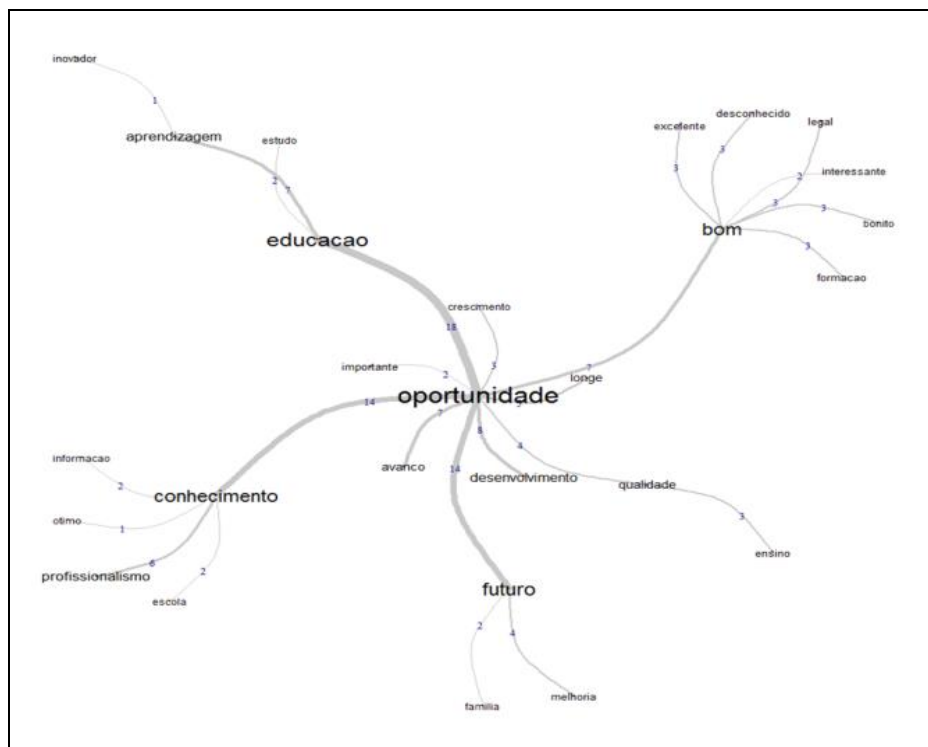 inovador
1
aprendizagem
estudo
2 7
educacao
18
desconhecido
excelente
legal
3
3
2
interessante
3
3
bonito
bom
3
formacao
crescimento
3
importante
2
7
longe
oportunidade
14
7
8
4
avanco
14
desenvolvimento
qualidade
3
ensino
informacao
2
conhecimento
otimo
1
6
profissionalismo
2
escola
futuro
2
4
familia
melhoria